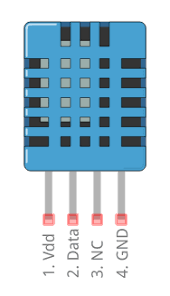 1. Vdd
2. Data
3. NC
4. GND